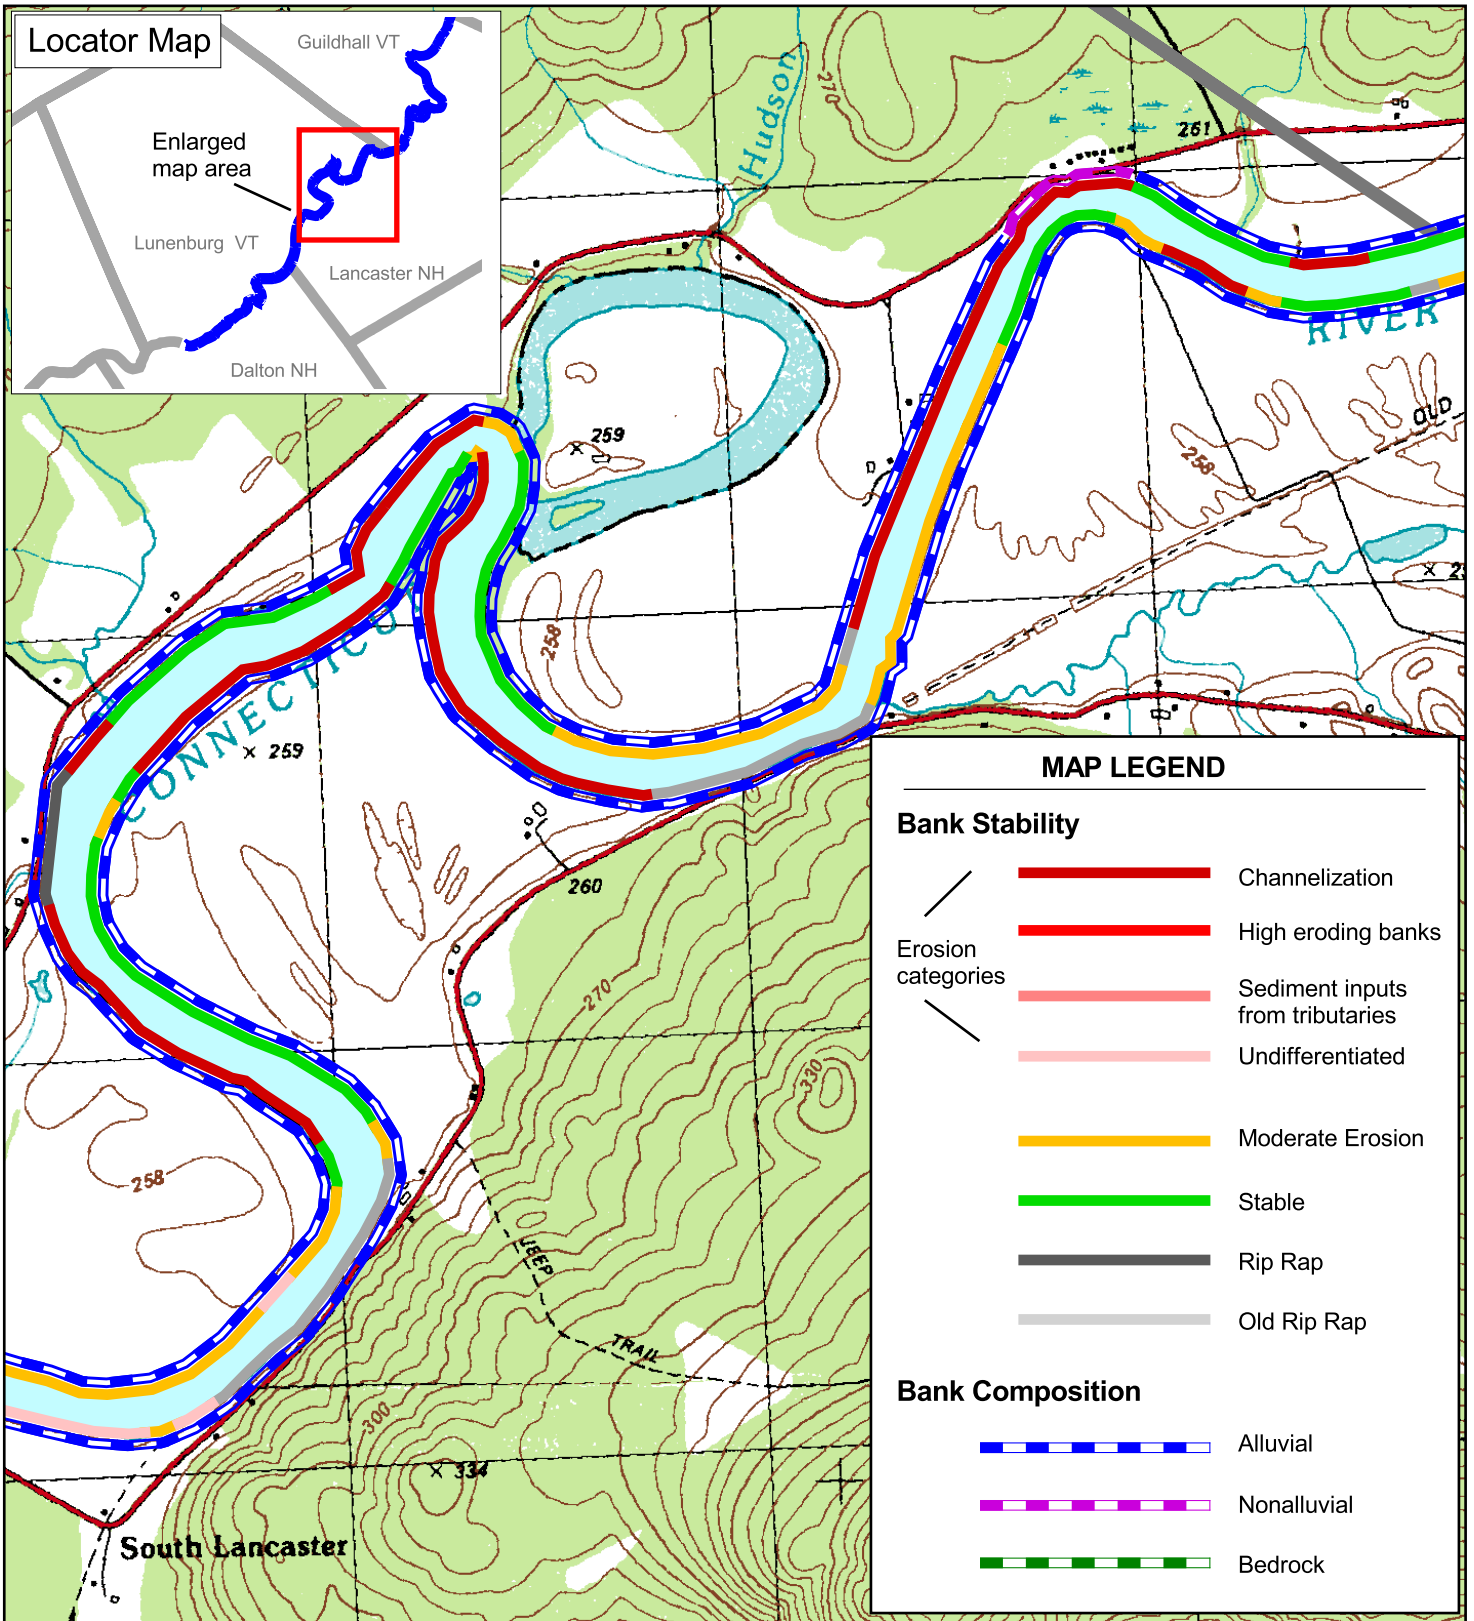 Locator Map
Guildhall VT
Enlarged
map area
Lunenburg VT
Lancaster NH
Dalton NH
Hudson
270
261
RIVER
OLD
259
258
258
CONNECTICU
259
260
270
330
258
JEEP
TRAIL
300
334
South Lancaster
MAP LEGEND
Bank Stability
Channelization
High eroding banks
Erosion
categories
Sediment inputs
from tributaries
Undifferentiated
Moderate Erosion
Stable
Rip Rap
Old Rip Rap
Bank Composition
Alluvial
Nonalluvial
Bedrock